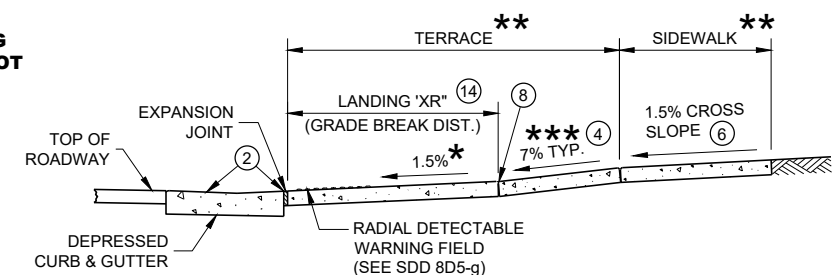 G
OT
TERRACE **
SIDEWALK **
LANDING 'XR" 14
(GRADE BREAK DIST.)
8
EXPANSION
JOINT
TOP OF
ROADWAY
2
1.5% *
*** 4
7% TYP.
1.5% CROSS
SLOPE 6
DEPRESSED
CURB & GUTTER
RADIAL DETECTABLE
WARNING FIELD
(SEE SDD 8D5-g)